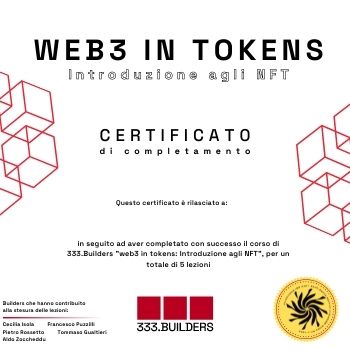 WEB3 IN TOKENS
Introduzione agli NFT
CERTIFICATO
di completamento
Questo certificato è rilasciato a:
in seguito ad aver completato con successo il corso di
333.Builders "web3 in tokens: Introduzione agli NFT", per un
totale di 5 lezioni
Builders che hanno contribuito
alla stesura delle lezioni:
Cecilia Isola Francesco Puzzilli
Pietro Rossetto Tommaso Gualtieri
Aldo Zoccheddu
333.BUILDERS